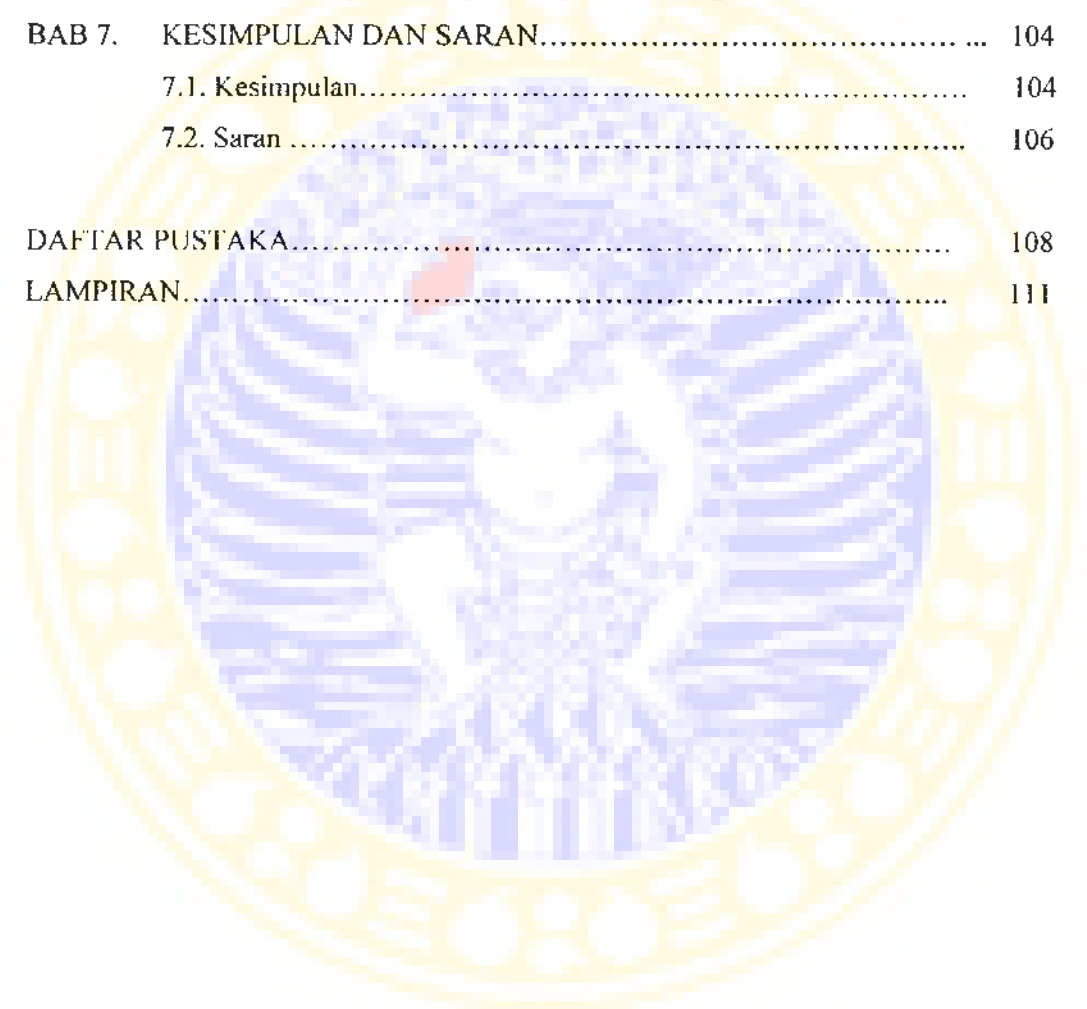 BAB 7. KESIMPULAN DAN SARAN............................................ ... 104
7.1. Kesimpulan.................................................................. 104
7.2. Saran ........................................................................... 106
DAFTAR PUSTAKA......................................................................... 108
LAMPIRAN..................................................................................... 111